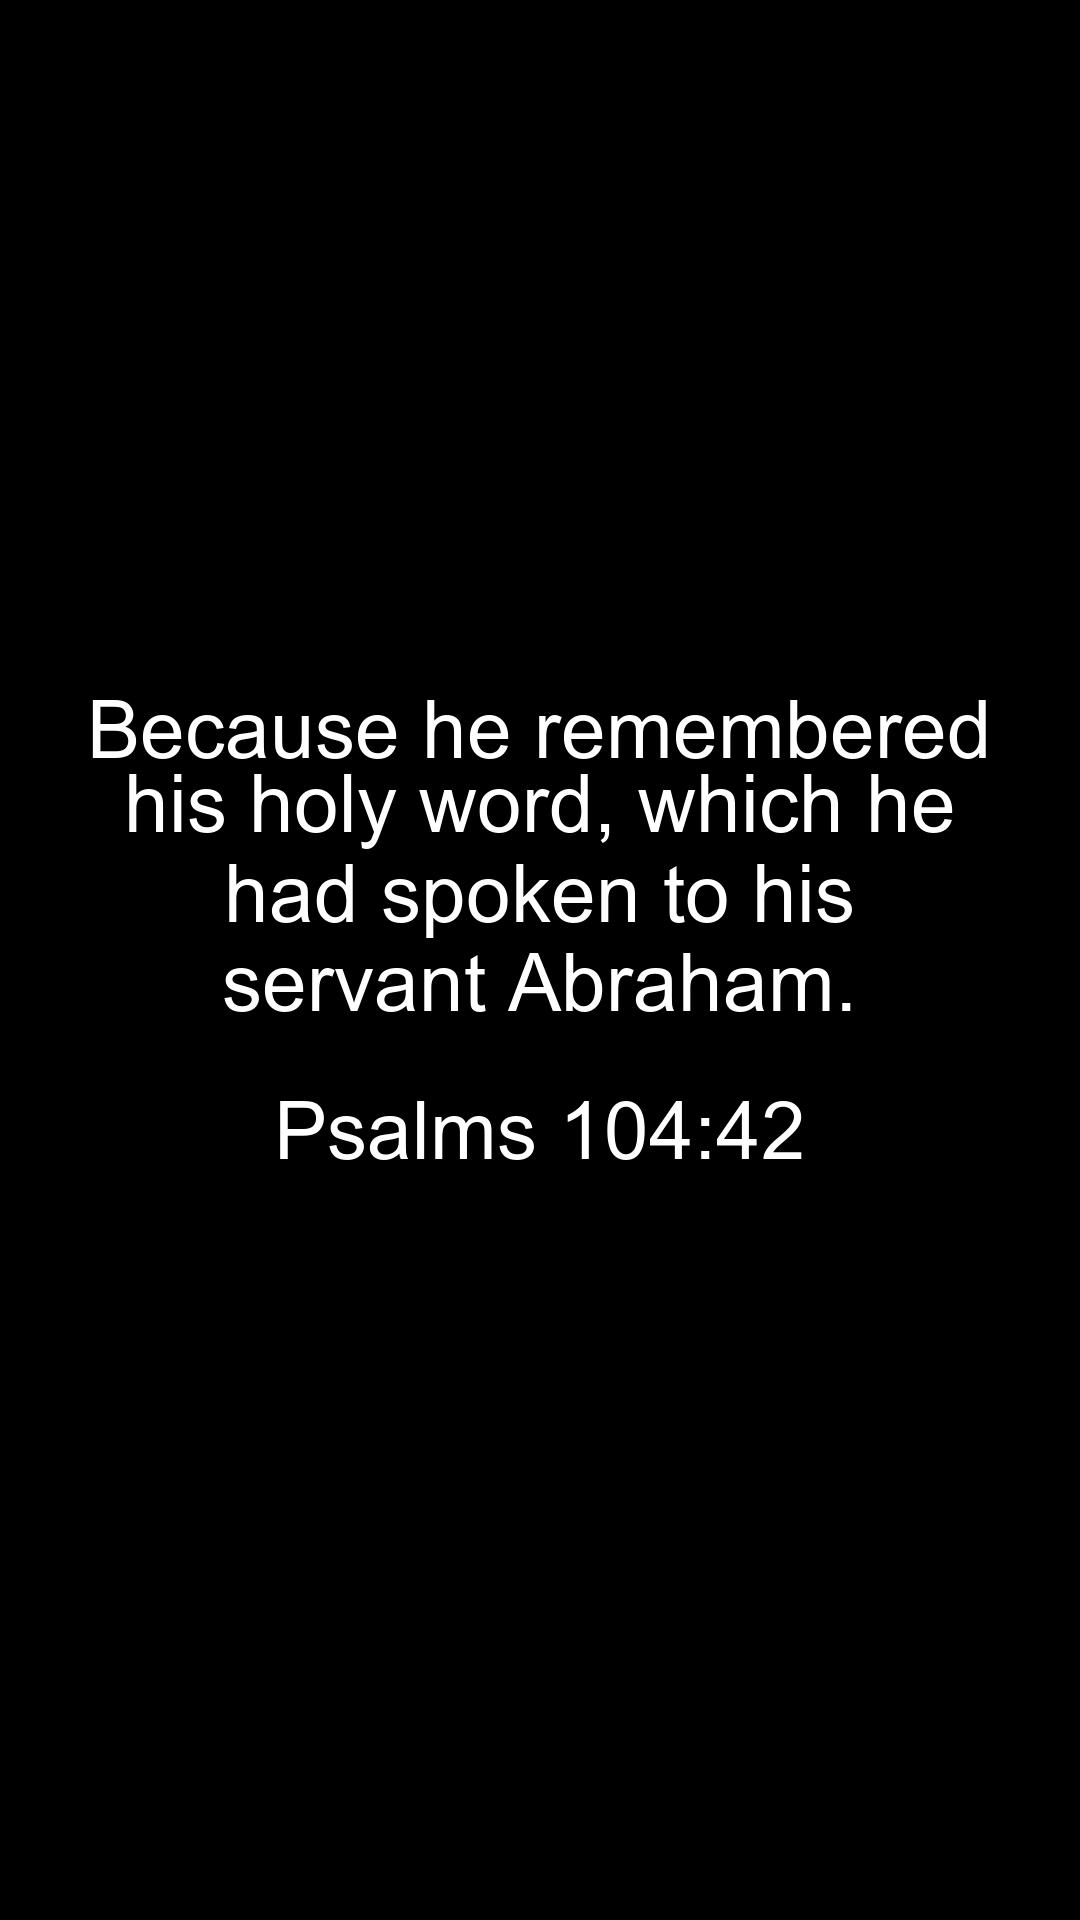 Because he remembered
his holy word, which he
had spoken to his
servant Abraham.
Psalms 104:42